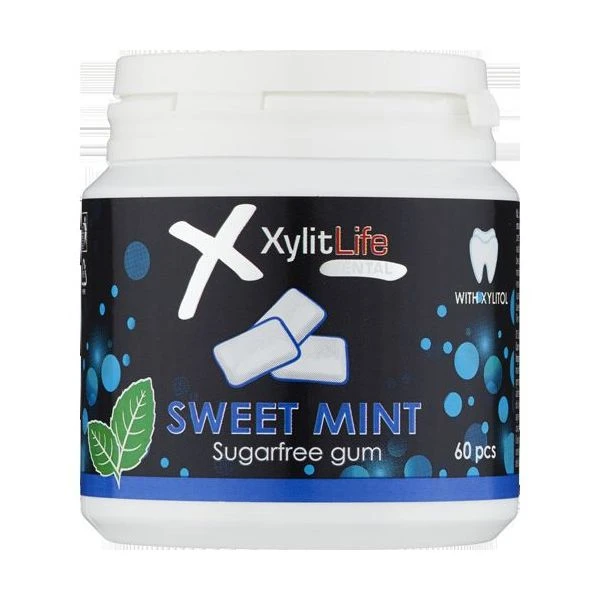 X
XylitLife
DENTAL
WITH XYLITOL
SWEET MINT
Sugarfree gum
60 pcs